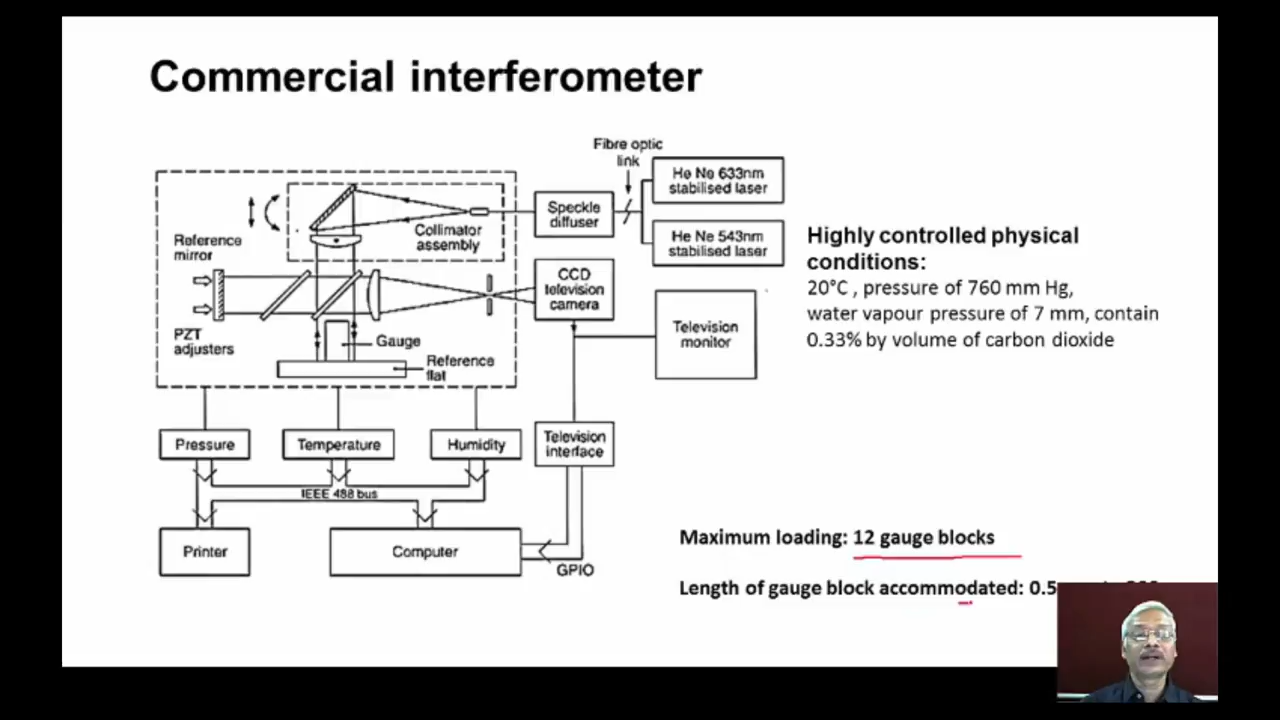 Commercial interferometer
Fibre optic
link
He Ne 633nm
stabilised laser
Speckle
diffuser
He Ne 543nm
stabilised laser
Collimator
assembly
Reference
mirror
CCD
television
camera
Television
monitor
PZT
adjusters
Gauge
Reference
flat
Highly controlled physical
conditions:
20°C , pressure of 760 mm Hg,
water vapour pressure of 7 mm, contain
0.33% by volume of carbon dioxide
Pressure
Temperature
Humidity
Television
interface
IEEE 488 bus
Printer
Computer
GPIO
Maximum loading: 12 gauge blocks
Length of gauge block accommodated: 0.5